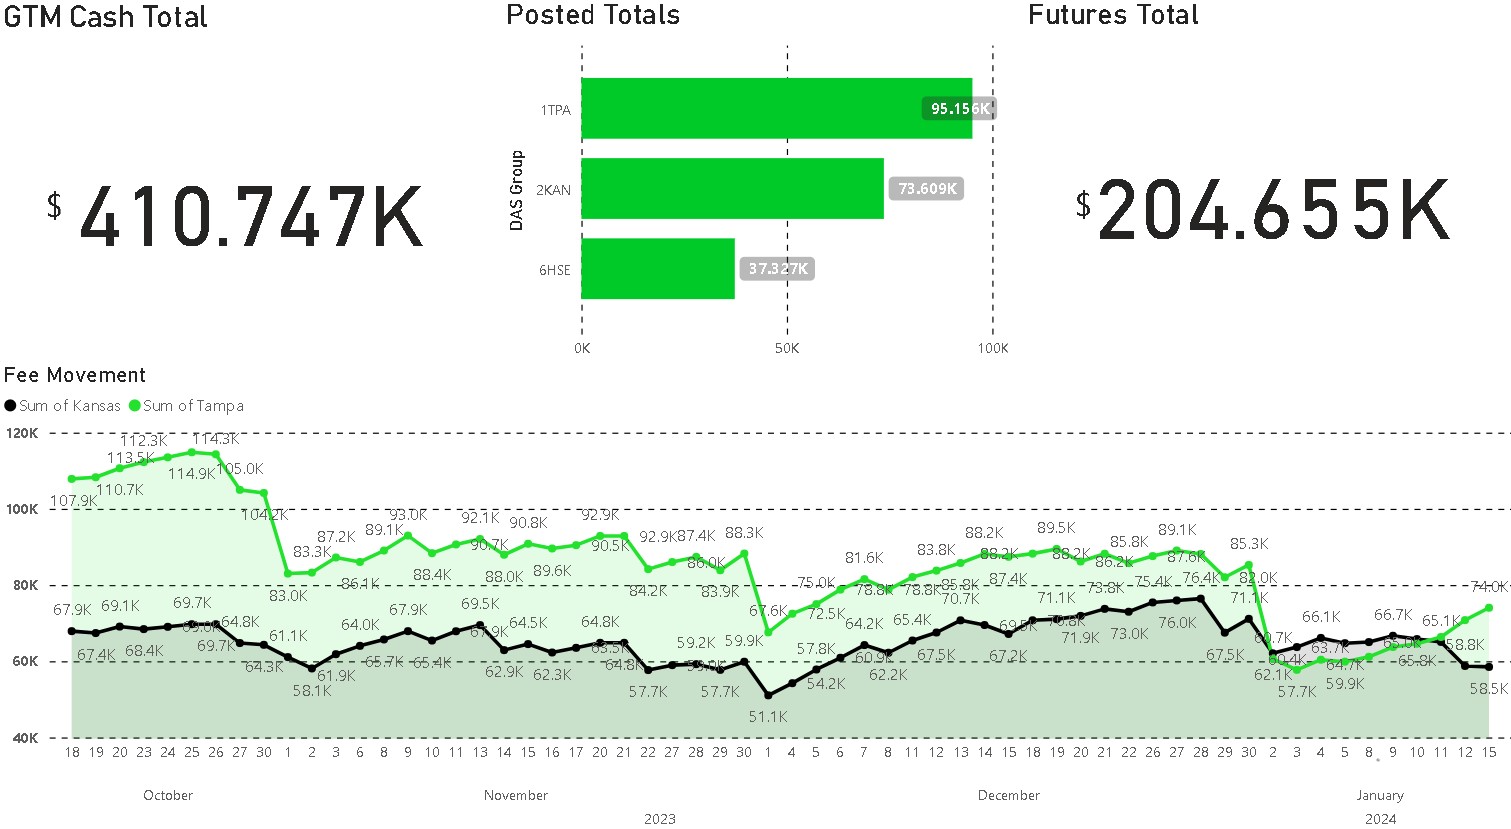 GTM Cash Total
$ 410.747K
Posted Totals
DAS Group
1TPA 95.156K
2KAN 73.609K
6HSE 37.327K
0K 50K 100K
Futures Total
$ 204.655K
Fee Movement
Sum of Kansas Sum of Tampa
120K
100K
80K
60K
40K
107.9K 110.7K 113.5K 112.3K 114.9K 114.3K 105.0K 104.2K 83.0K 83.3K 87.2K 86.1K 89.1K 93.0K 88.4K 92.1K 90.7K 88.0K 90.8K 89.6K 92.9K 90.5K 84.2K 92.9K 87.4K 86.0K 83.9K 88.3K 67.6K 72.5K 75.0K 81.6K 78.8K 78.8K 83.8K 85.8K 88.2K 88.2K 87.4K 89.5K 88.2K 86.2K 85.8K 89.1K 87.6K 82.0K 85.3K 60.4K 57.7K 59.9K 65.1K 74.0K
67.9K 67.4K 69.1K 68.4K 69.7K 69.0K 69.7K 64.8K 64.3K 61.1K 58.1K 61.9K 64.0K 65.7K 67.9K 65.4K 69.5K 67.9K 62.9K 64.5K 62.3K 64.8K 63.5K 64.8K 57.7K 59.2K 57.7K 59.9K 51.1K 54.2K 57.8K 60.9K 64.2K 62.2K 65.4K 67.5K 70.7K 69.5K 67.2K 71.1K 70.8K 71.9K 73.8K 73.0K 75.4K 76.0K 76.4K 67.5K 71.1K 60.7K 62.1K 63.7K 66.1K 64.7K 66.7K 65.0K 65.8K 58.8K 58.5K
18 19 20 23 24 25 26 27 30 1 2 3 6 8 9 10 11 13 14 15 16 17 20 21 22 27 28 29 30 1 4 5 6 7 8 11 12 13 14 15 18 19 20 21 22 26 27 28 29 30 2 3 4 5 8 9 10 11 12 15
October November December January
2023 2024